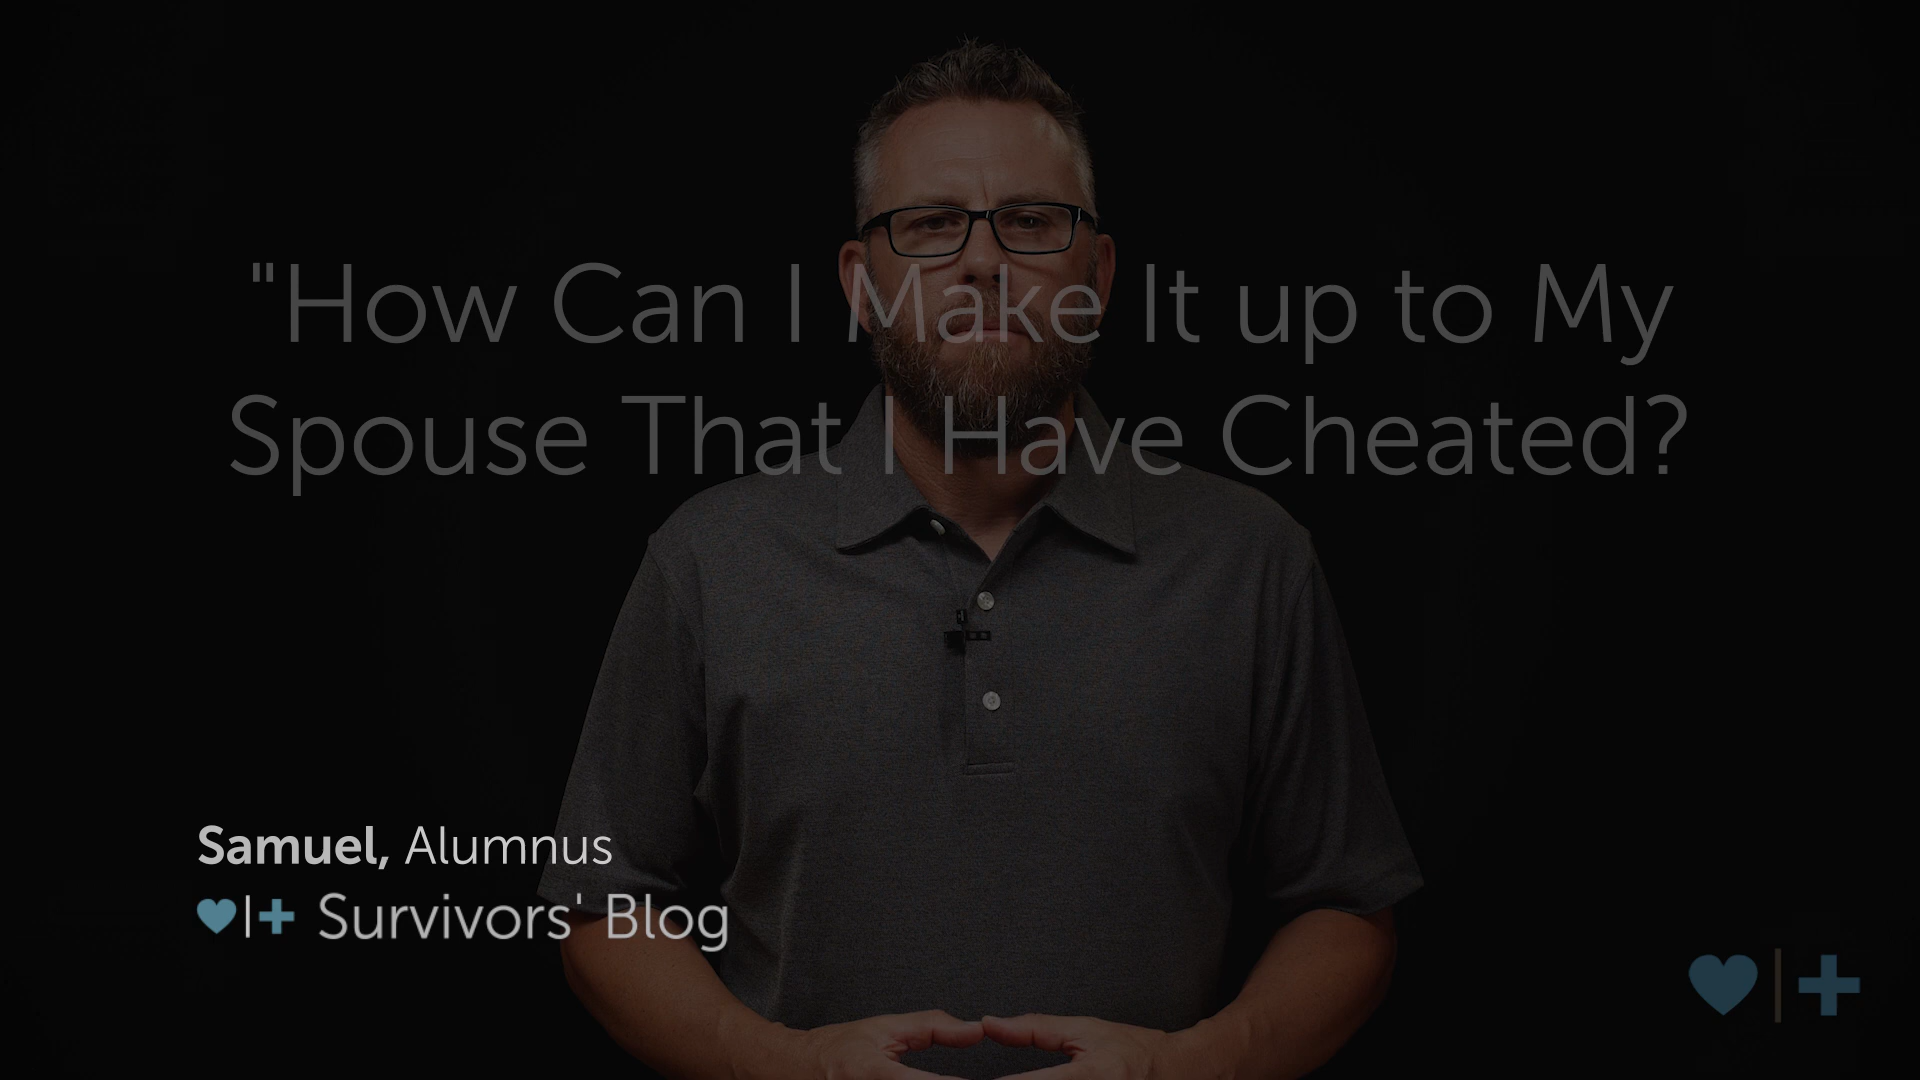 "How Can I Make It up to My
Spouse That I Have Cheated?
Samuel, Alumnus
Survivors' Blog